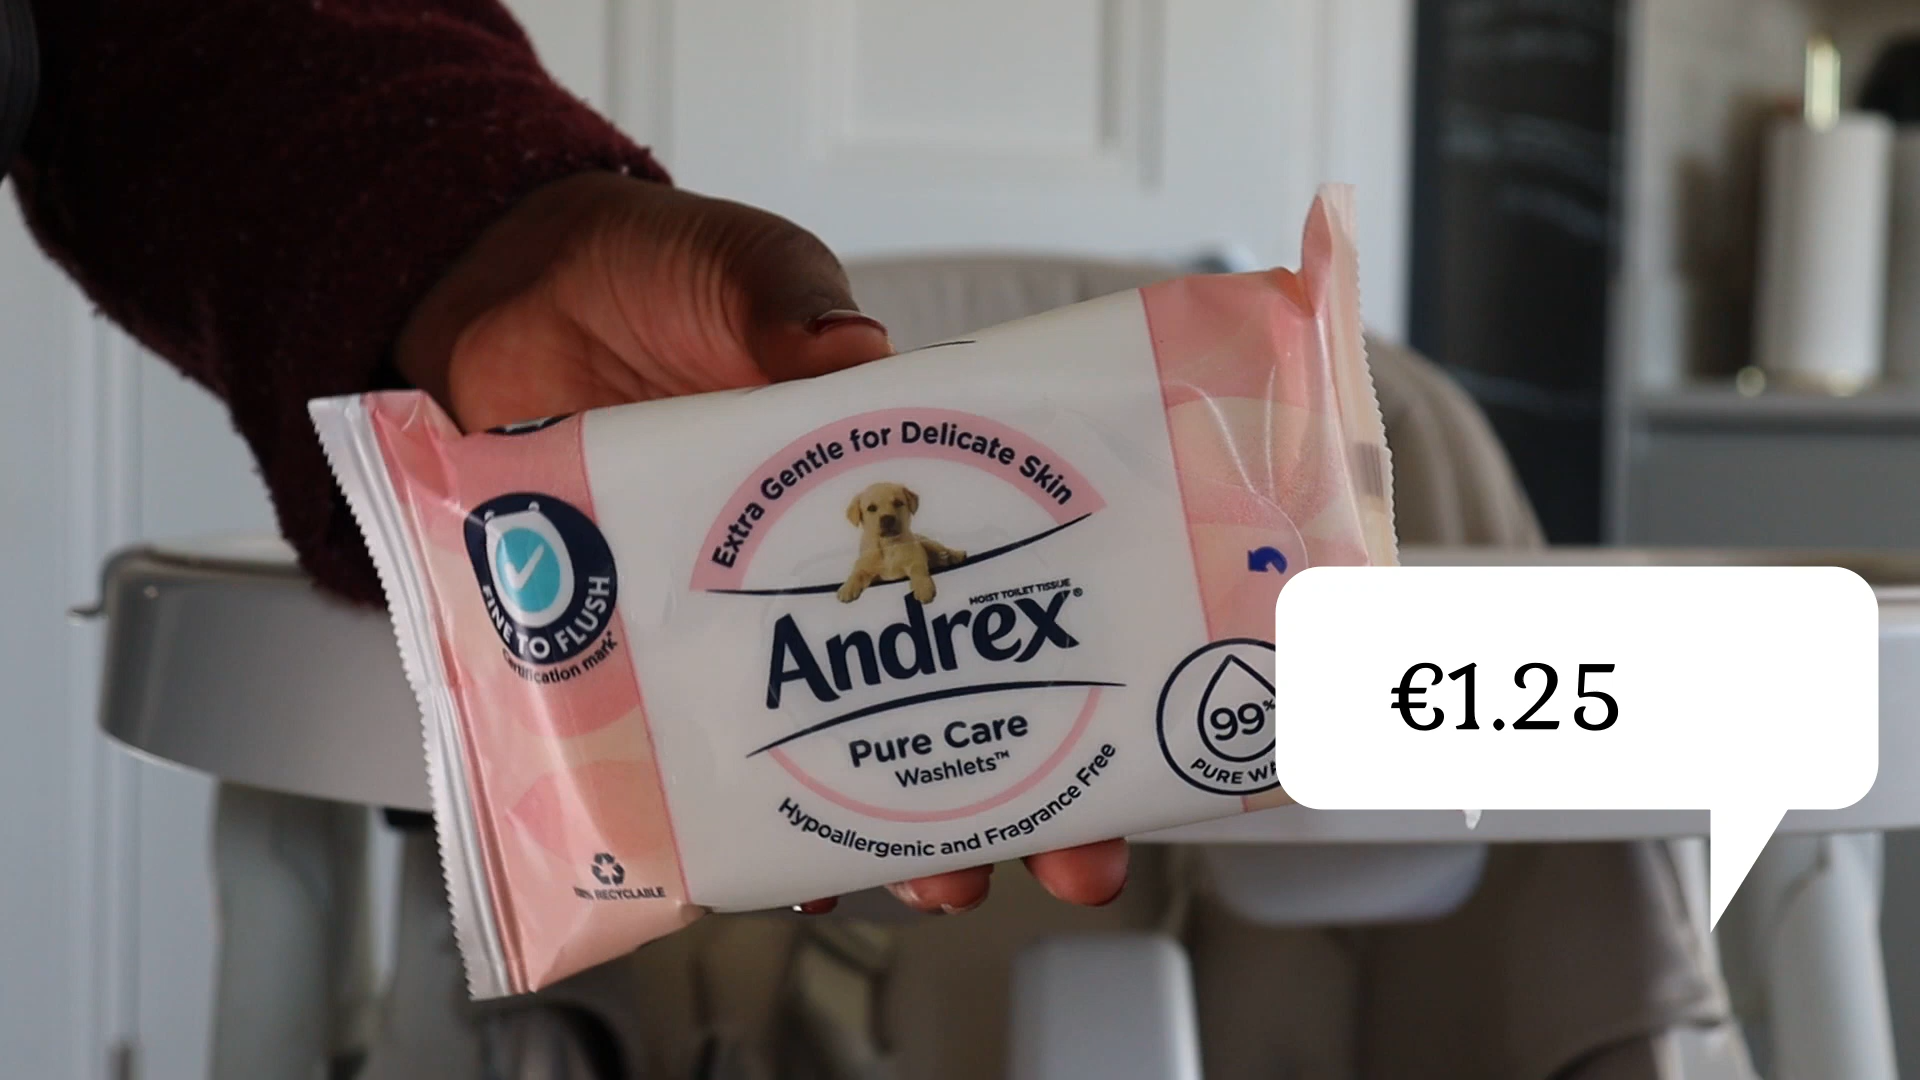 Extra Gentle for Delicate Skin
MOIST TOILET TISSUE
Andrex®
Pure Care
Washlets™
Hypoallergenic and Fragrance Free
FINE TO FLUSH
Certification mark*
RECYCLABLE
99%
PURE
€1.25